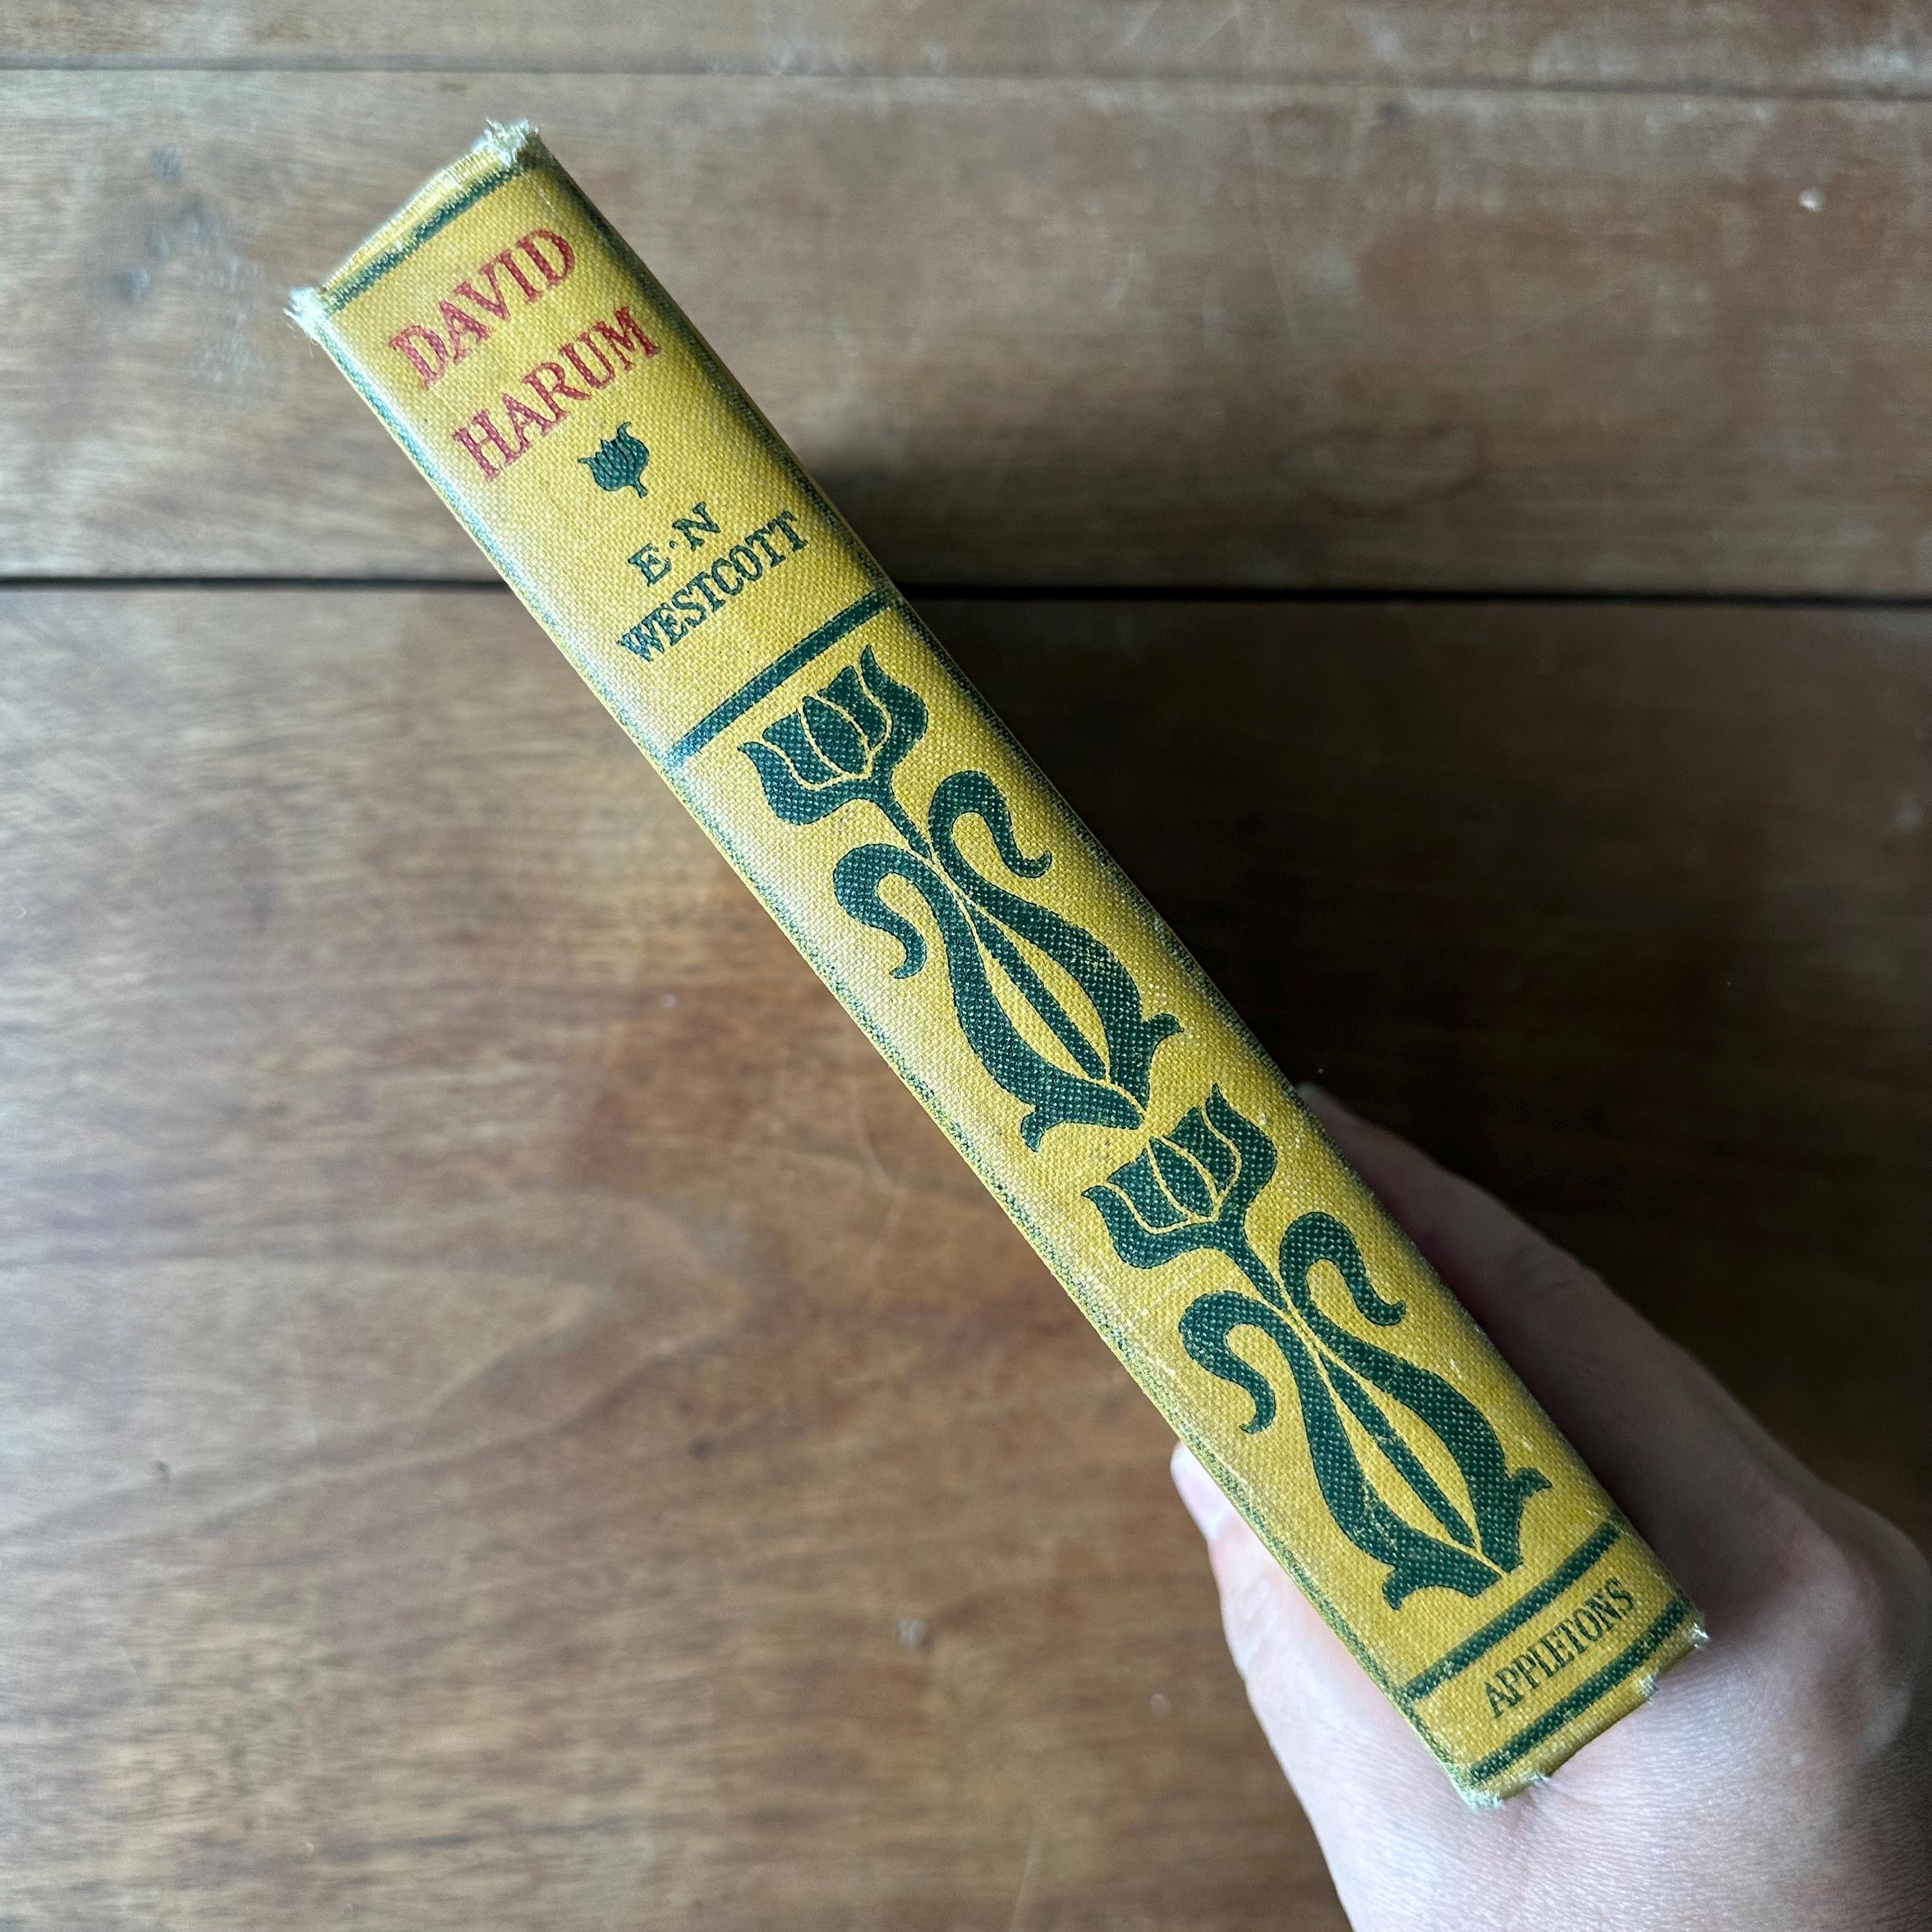 DAVID
HARUM
E·N
WESTCOTT
APPLETONS